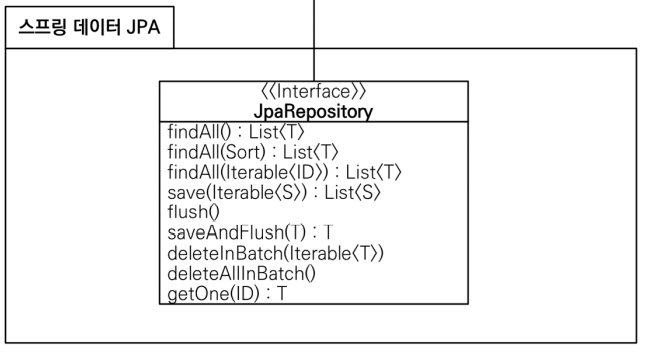 스프링 데이터 JPA
〈〈Interface〉〉
JpaRepository
findAll() : List〈T〉
findAll(Sort) : List〈T〉
findAll(Iterable〈ID〉) : List〈T〉
save(Iterable〈S〉) : List〈S〉
flush()
saveAndFlush(T) : T
deleteInBatch(Iterable〈T〉)
deleteAllInBatch()
getOne(ID) : T